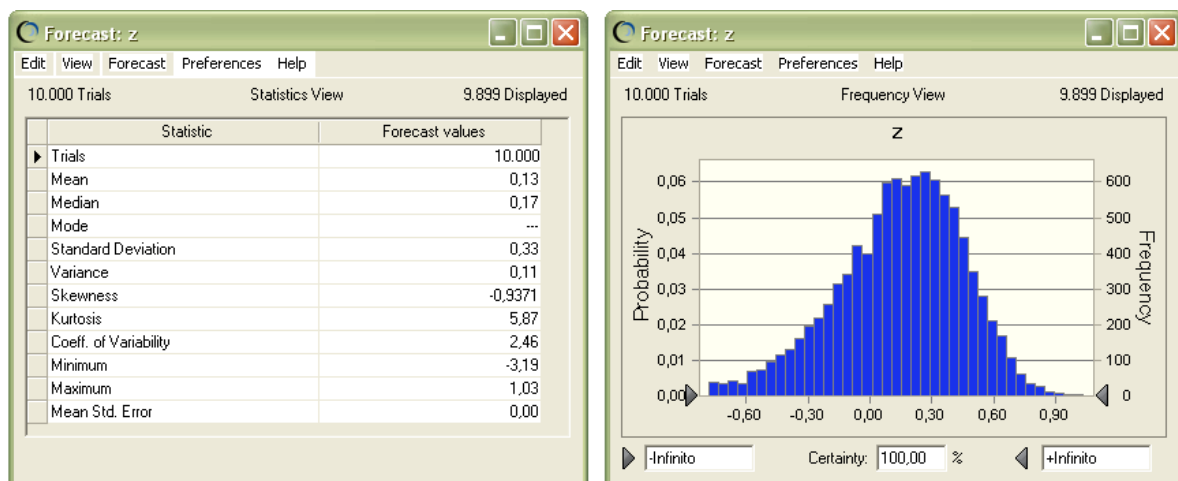 Forecast: z
Edit View Forecast Preferences Help
10.000 Trials Statistics View 9.899 Displayed
Statistic Forecast values
Trials 10.000
Mean 0,13
Median 0,17
Mode ---
Standard Deviation 0,33
Variance 0,11
Skewness -0,9371
Kurtosis 5,87
Coeff. of Variability 2,46
Minimum -3,19
Maximum 1,03
Mean Std. Error 0,00
Forecast: z
Edit View Forecast Preferences Help
10.000 Trials Frequency View 9.899 Displayed
z
Probability
0,06
0,05
0,04
0,03
0,02
0,01
0,00
600
500
400
300
200
100
0
Frequency
-0,60 -0,30 0,00 0,30 0,60 0,90
-Infinito Certainty: 100,00 % +Infinito